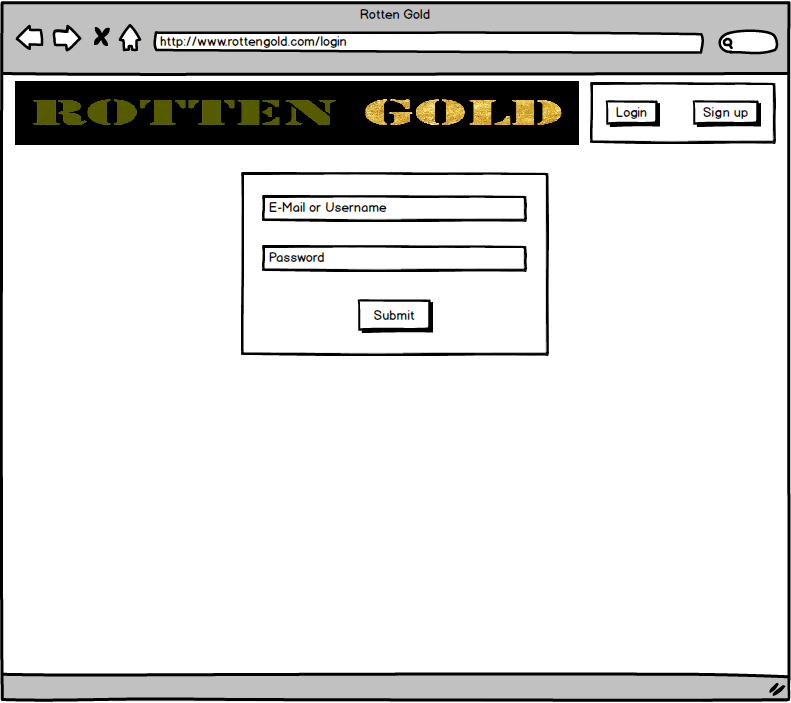 Rotten Gold
http://www.rottengold.com/login
ROTTEN GOLD
Login
Sign up
E-Mail or Username
Password
Submit